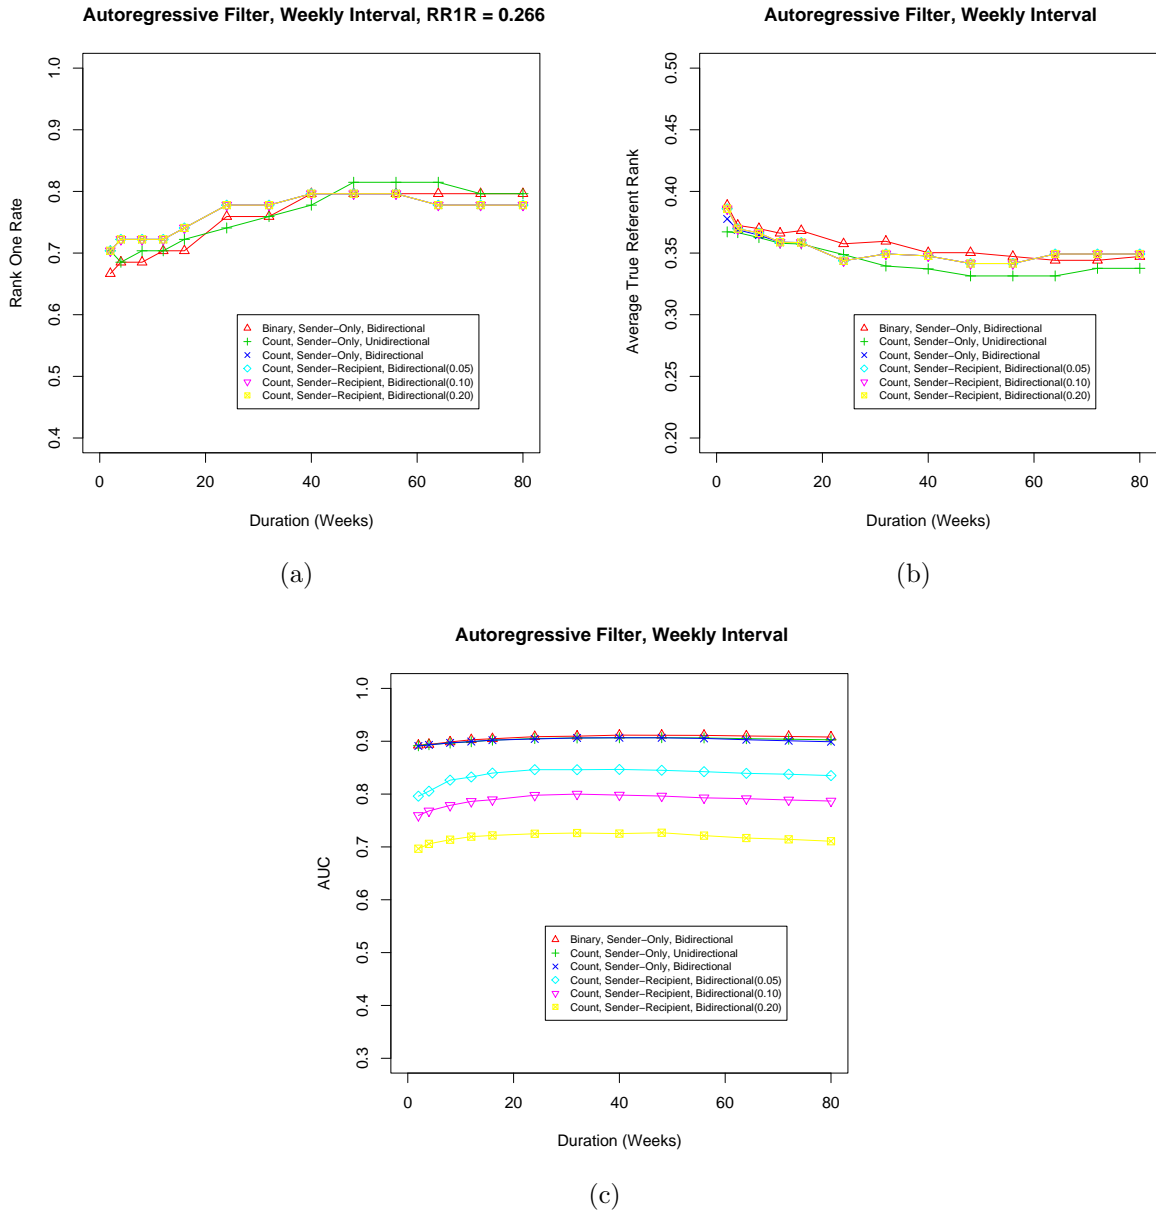 Autoregressive Filter, Weekly Interval, RR1R = 0.266
Rank One Rate
1.0
0.9
0.8
0.7
0.6
0.5
0.4
Binary, Sender−Only, Bidirectional
Count, Sender−Only, Unidirectional
Count, Sender−Only, Bidirectional
Count, Sender−Recipient, Bidirectional(0.05)
Count, Sender−Recipient, Bidirectional(0.10)
Count, Sender−Recipient, Bidirectional(0.20)
0 20 40 60 80
Duration (Weeks)
(a)
Autoregressive Filter, Weekly Interval
Average True Referent Rank
0.50
0.45
0.40
0.35
0.30
0.25
0.20
Binary, Sender−Only, Bidirectional
Count, Sender−Only, Unidirectional
Count, Sender−Only, Bidirectional
Count, Sender−Recipient, Bidirectional(0.05)
Count, Sender−Recipient, Bidirectional(0.10)
Count, Sender−Recipient, Bidirectional(0.20)
0 20 40 60 80
Duration (Weeks)
(b)
Autoregressive Filter, Weekly Interval
AUC
1.0
0.9
0.8
0.7
0.6
0.5
0.4
0.3
Binary, Sender−Only, Bidirectional
Count, Sender−Only, Unidirectional
Count, Sender−Only, Bidirectional
Count, Sender−Recipient, Bidirectional(0.05)
Count, Sender−Recipient, Bidirectional(0.10)
Count, Sender−Recipient, Bidirectional(0.20)
0 20 40 60 80
Duration (Weeks)
(c)